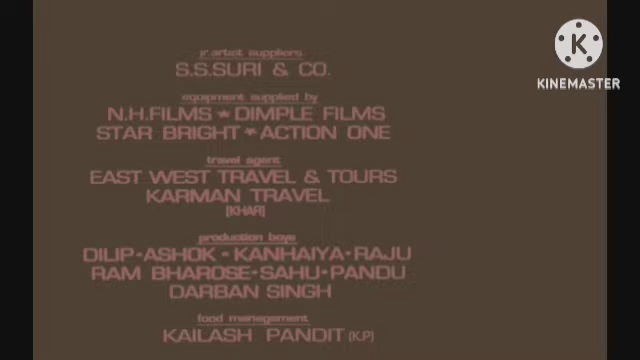 jr.artist suppliers
S.S.SURI & CO.
eqipment supplied by
N.H.FILMS * DIMPLE FILMS
STAR BRIGHT * ACTION ONE
travel agent
EAST WEST TRAVEL & TOURS
KARMAN TRAVEL
(KHAR)
production boys
DILIP•ASHOK•KANHAIYA•RAJU
RAM BHAROSE•SAHU•PANDU
DARBAN SINGH
food management
KAILASH PANDIT (K.P)
K
KINEMASTER